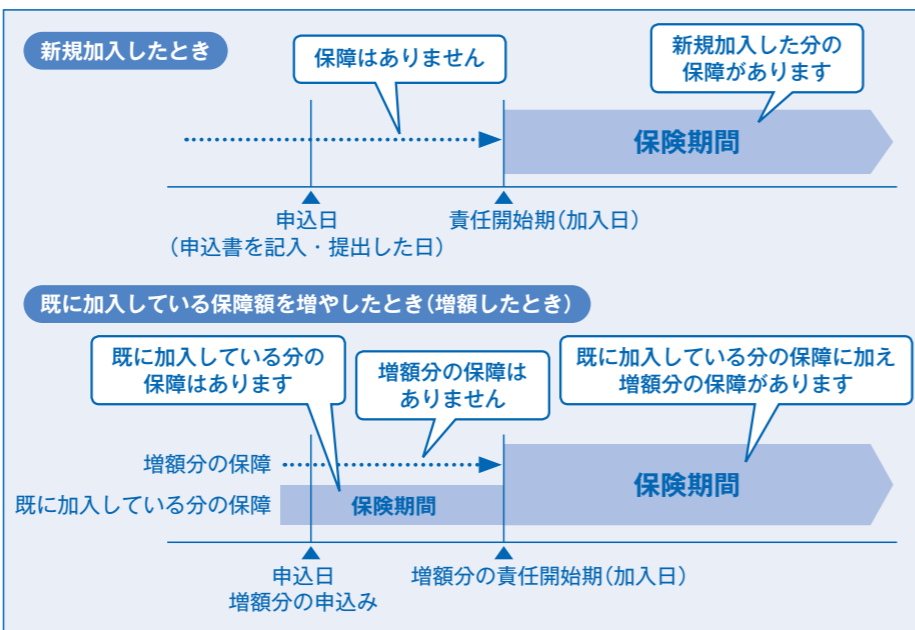 新規加入したとき
保障はありません
新規加入した分の
保障があります
保険期間
申込日
(申込書を記入・提出した日)
責任開始期(加入日)
既に加入している保障額を増やしたとき(増額したとき)
既に加入している分の
保障はあります
増額分の保障は
ありません
既に加入している分の保障に加え
増額分の保障があります
増額分の保障
既に加入している分の保障
保険期間
保険期間
申込日
増額分の申込み
増額分の責任開始期(加入日)